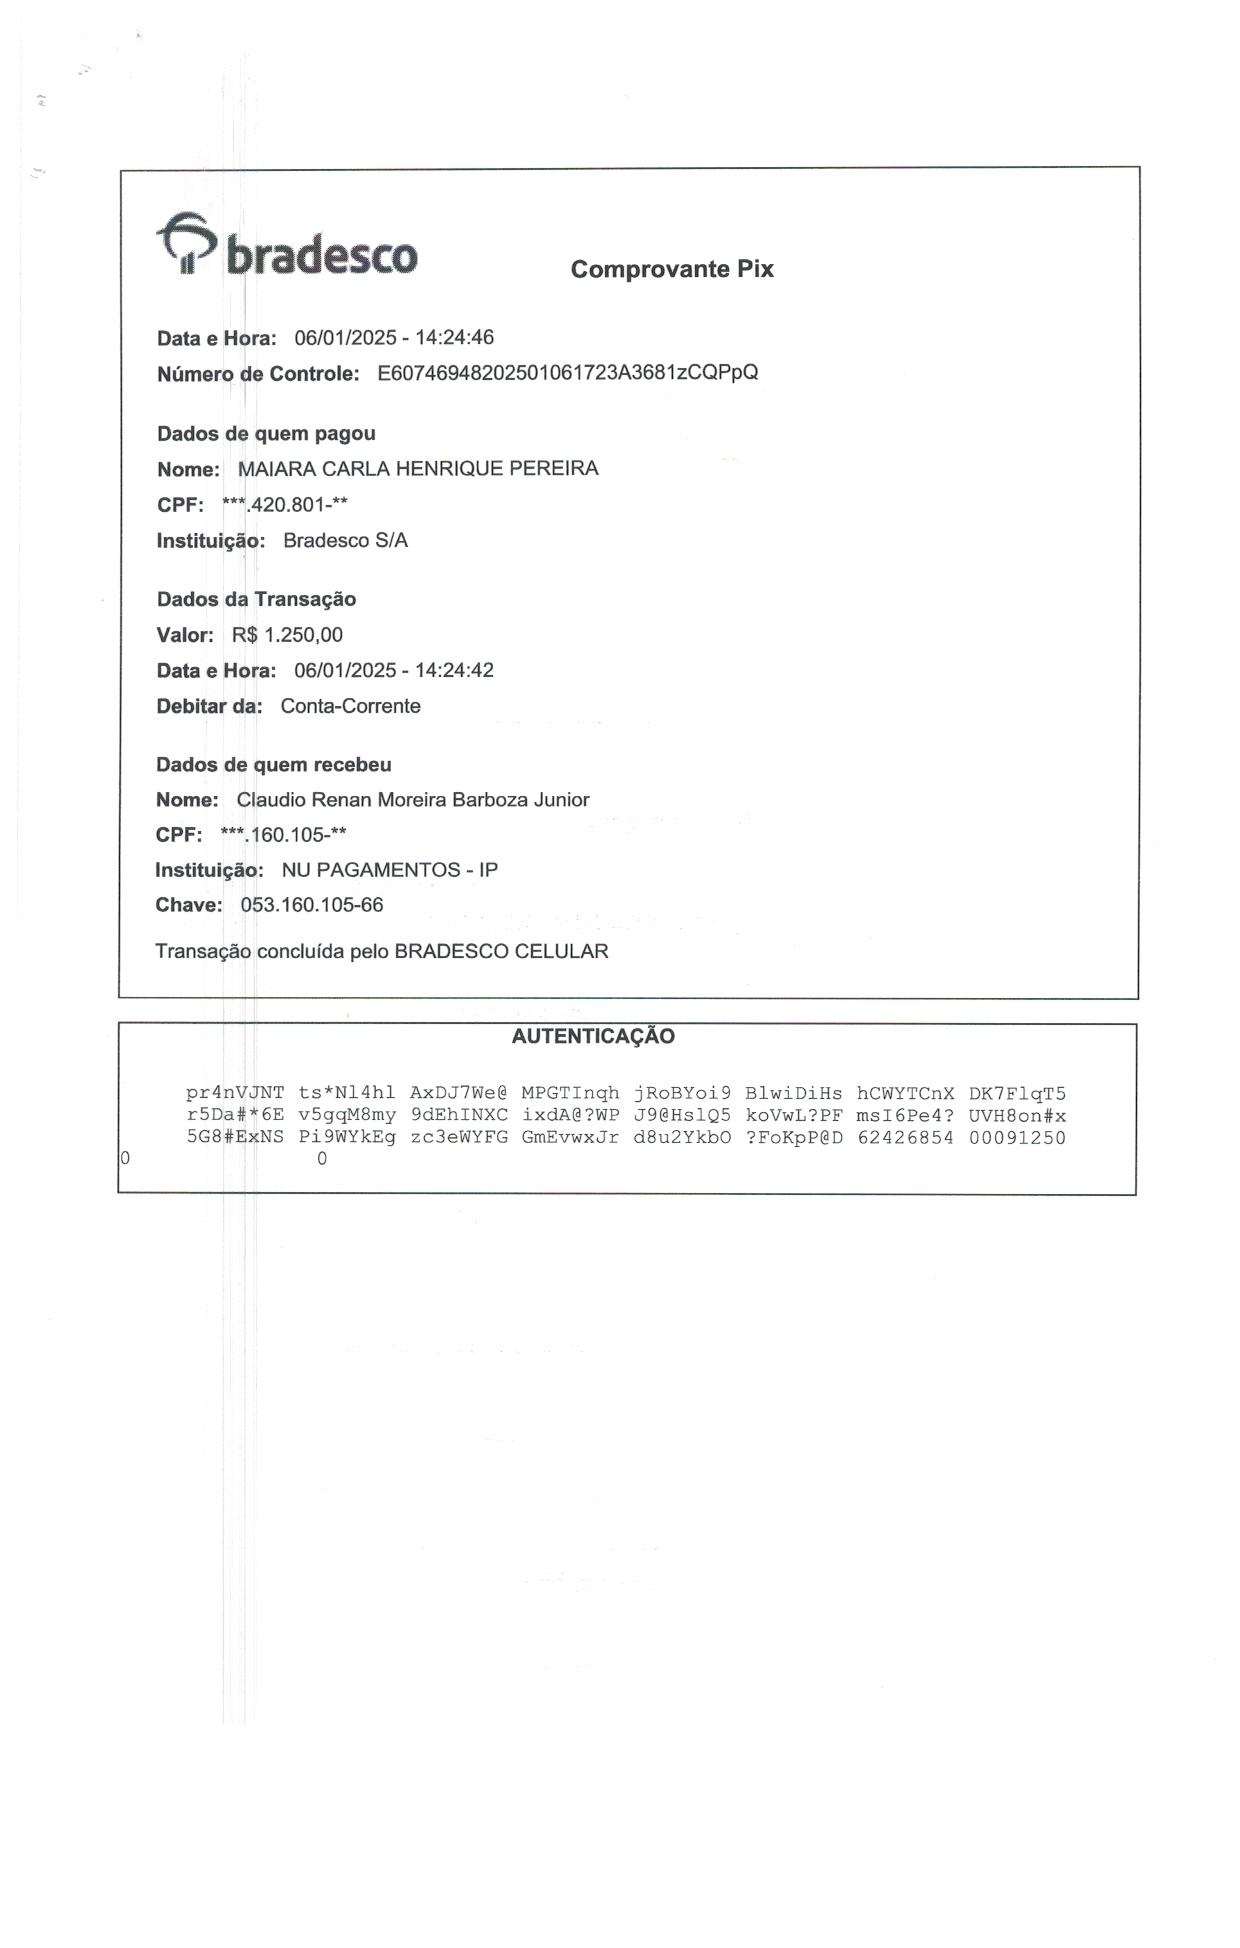 bradesco
Comprovante Pix
Data e Hora: 06/01/2025 - 14:24:46
Número de Controle: E60746948202501061723A3681zCQPpQ
Dados de quem pagou
Nome: MAIARA CARLA HENRIQUE PEREIRA
CPF: ***.420.801-**
Instituição: Bradesco S/A
Dados da Transação
Valor: R$ 1.250,00
Data e Hora: 06/01/2025 - 14:24:42
Debitar da: Conta-Corrente
Dados de quem recebeu
Nome: Claudio Renan Moreira Barboza Junior
CPF: ***.160.105-**
Instituição: NU PAGAMENTOS - IP
Chave: 053.160.105-66
Transação concluída pelo BRADESCO CELULAR
AUTENTICAÇÃO
pr4nVJNT ts*Nl4hl AxDJ7We@ MPGTInqh jRoBYoi9 BlwiDiHs hCWYTCnX DK7FlqT5
r5Da#*6E v5gqM8my 9dEhINXC ixdA@?WP J9@HslQ5 koVwL?PF msI6Pe4? UVH8on#x
5G8#ExNS Pi9WYkEg zc3eWYFG GmEvwxJr d8u2YkbO ?FoKpP@D 62426854 00091250
0 0